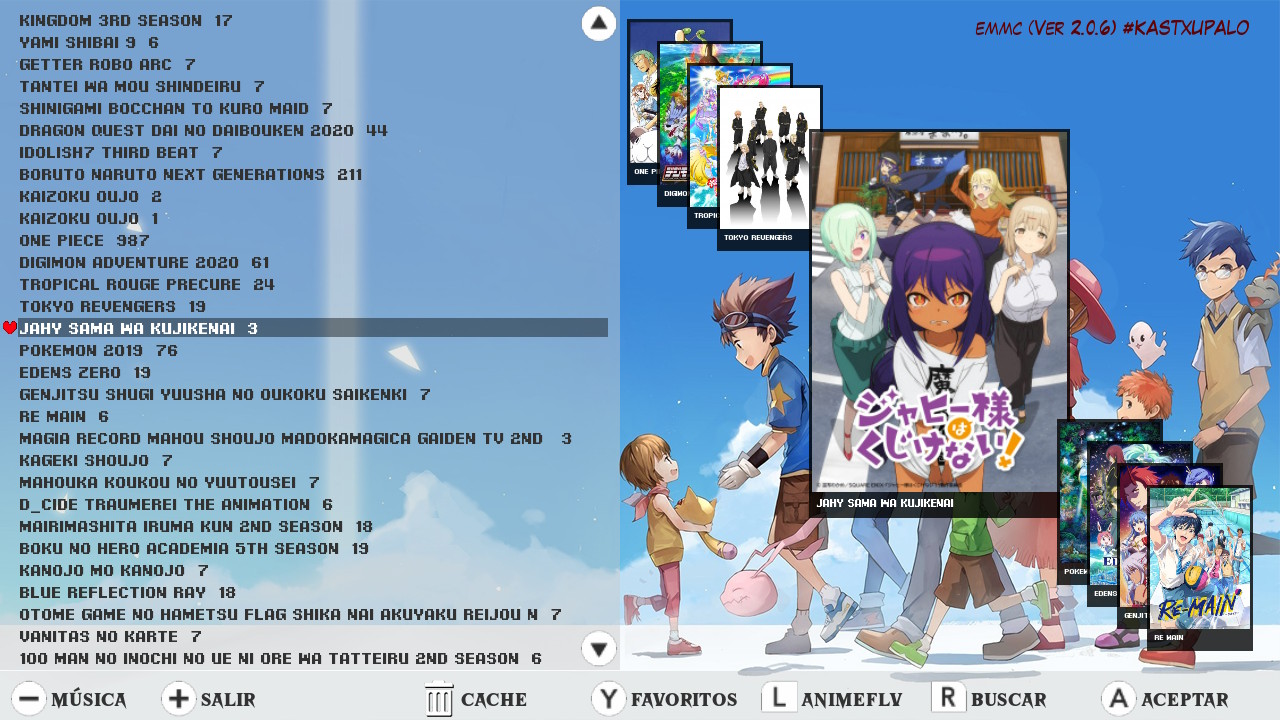 KINGDOM 3RD SEASON 17
YAMI SHIBAI 9 6
GETTER ROBO ARC 7
TANTEI WA MOU SHINDEIRU 7
SHINIGAMI BOCCHAN TO KURO MAID 7
DRAGON QUEST DAI NO DAIBOUKEN 2020 44
IDOLISH7 THIRD BEAT 7
BORUTO NARUTO NEXT GENERATIONS 211
KAIZOKU OUJO 2
KAIZOKU OUJO 1
ONE PIECE 987
DIGIMON ADVENTURE 2020 61
TROPICAL ROUGE PRECURE 24
TOKYO REVENGERS 19
JAHY SAMA WA KUJIKENAI 3
POKEMON 2019 76
EDENS ZERO 19
GENJITSU SHUGI YUUSHA NO OUKOKU SAIKENKI 7
RE MAIN 6
MAGIA RECORD MAHOU SHOUJO MADOKAMAGICA GAIDEN TV 2ND 3
KAGEKI SHOUJO 7
MAHOUKA KOUKOU NO YUUTOUSEI 7
D_CIDE TRAUMEREI THE ANIMATION 6
MAIRIMASHITA IRUMA KUN 2ND SEASON 18
BOKU NO HERO ACADEMIA 5TH SEASON 19
KANOJO MO KANOJO 7
BLUE REFLECTION RAY 18
OTOME GAME NO HAMETSU FLAG SHIKA NAI AKUYAKU REIJOU N 7
VANITAS NO KARTE 7
100 MAN NO INOCHI NO UE NI ORE WA TATTEIRU 2ND SEASON 6
EMMC (VER 2.0.6) #KASTXUPALO
ONE PI
DIGIMO
TROPIC
TOKYO REVENGERS
ジャヒー様
は
くじけない!
魔
JAHY SAMA WA KUJIKENAI
POKEM
EDENS
GENJIT
RE-MAIN
RE MAIN
MÚSICA
SALIR
CACHE
Y FAVORITOS
L ANIMEFLV
R BUSCAR
A ACEPTAR